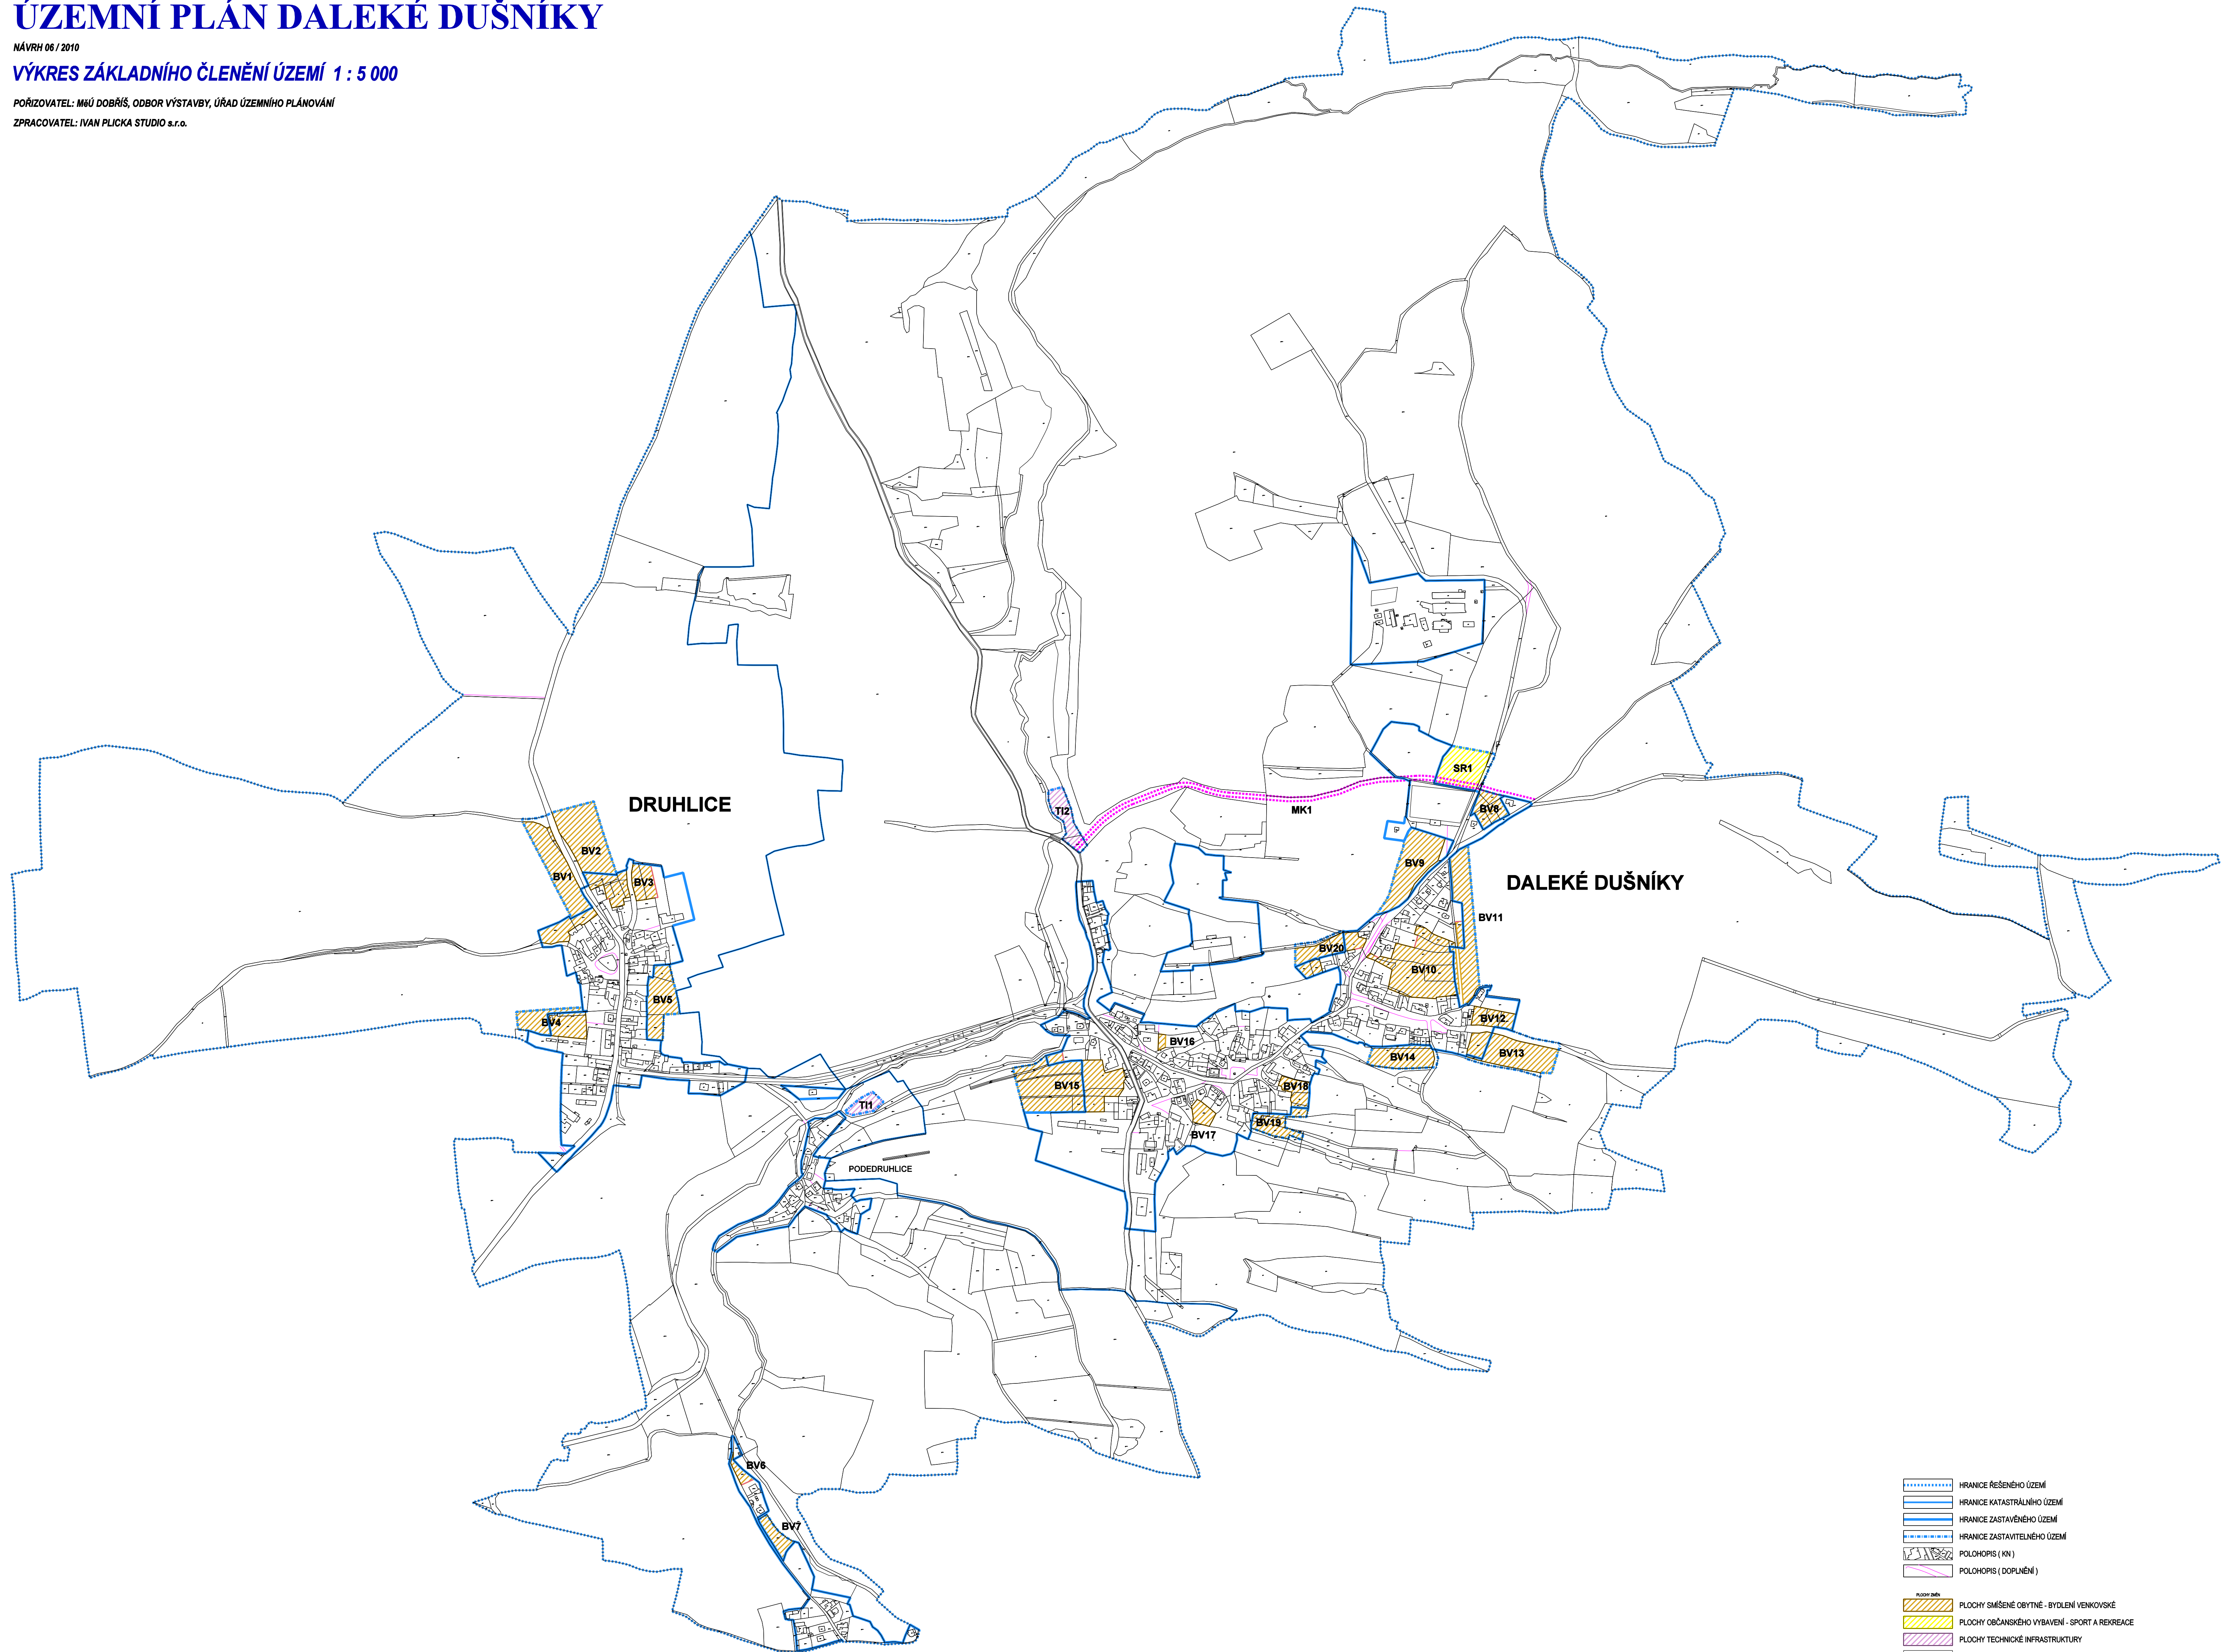 ÚZEMNÍ PLÁN DALEKÉ DUŠNÍKY
NÁVRH 06 / 2010
VÝKRES ZÁKLADNÍHO ČLENĚNÍ ÚZEMÍ 1 : 5 000
POŘIZOVATEL: MěÚ DOBŘÍŠ, ODBOR VÝSTAVBY, ÚŘAD ÚZEMNÍHO PLÁNOVÁNÍ
ZPRACOVATEL: IVAN PLICKA STUDIO s.r.o.
SR1
DRUHLICE
TI2
MK1
BV8
BV2
BV1
BV3
BV9
DALEKÉ DUŠNÍKY
BV11
BV20
BV10
BV5
BV4
BV12
BV16
BV13
BV14
BV15
BV18
TI1
BV19
BV17
PODEDRUHLICE
BV6
BV7
HRANICE ŘEŠENÉHO ÚZEMÍ
HRANICE KATASTRÁLNÍHO ÚZEMÍ
HRANICE ZASTAVĚNÉHO ÚZEMÍ
HRANICE ZASTAVITELNÉHO ÚZEMÍ
POLOHOPIS ( KN )
POLOHOPIS ( DOPLNĚNÍ )
PLOCHY ZMĚN
PLOCHY SMÍŠENÉ OBYTNÉ - BYDLENÍ VENKOVSKÉ
PLOCHY OBČANSKÉHO VYBAVENÍ - SPORT A REKREACE
PLOCHY TECHNICKÉ INFRASTRUKTURY